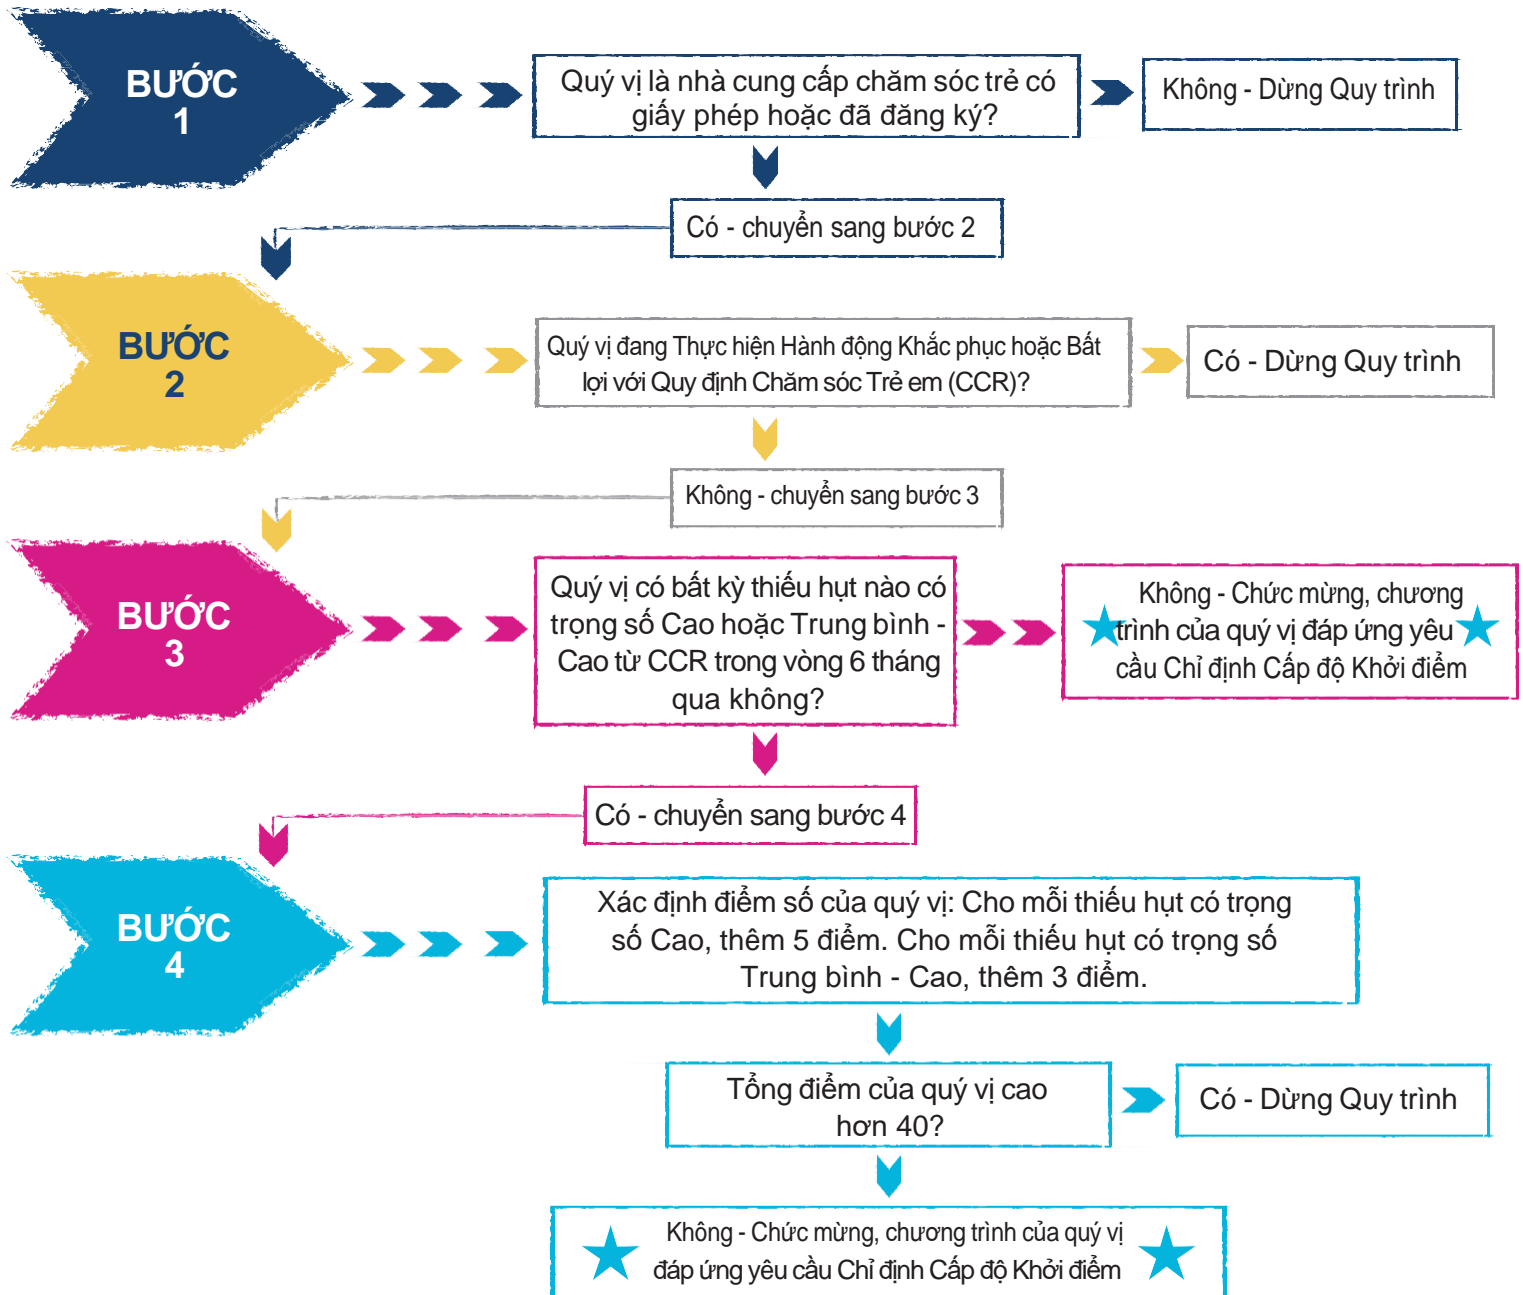 BƯỚC
1
Quý vị là nhà cung cấp chăm sóc trẻ có
giấy phép hoặc đã đăng ký?
Không - Dừng Quy trình
Có - chuyển sang bước 2
BƯỚC
2
Quý vị đang Thực hiện Hành động Khắc phục hoặc Bất
lợi với Quy định Chăm sóc Trẻ em (CCR)?
Có - Dừng Quy trình
Không - chuyển sang bước 3
BƯỚC
3
Quý vị có bất kỳ thiếu hụt nào có
trọng số Cao hoặc Trung bình -
Cao từ CCR trong vòng 6 tháng
qua không?
Không - Chức mừng, chương
trình của quý vị đáp ứng yêu
cầu Chỉ định Cấp độ Khởi điểm
Có - chuyển sang bước 4
BƯỚC
4
Xác định điểm số của quý vị: Cho mỗi thiếu hụt có trọng
số Cao, thêm 5 điểm. Cho mỗi thiếu hụt có trọng số
Trung bình - Cao, thêm 3 điểm.
Tổng điểm của quý vị cao
hơn 40?
Có - Dừng Quy trình
Không - Chức mừng, chương trình của quý vị
đáp ứng yêu cầu Chỉ định Cấp độ Khởi điểm